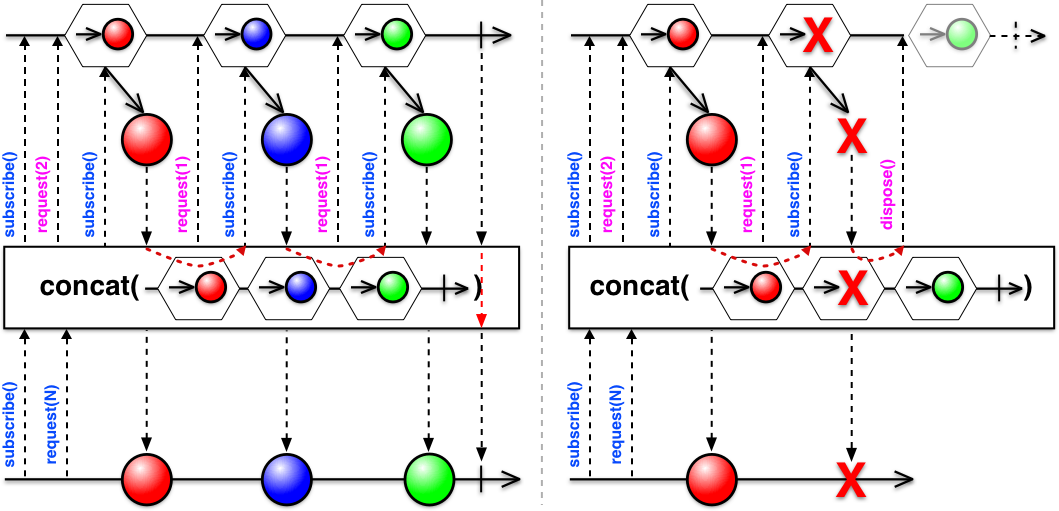 subscribe()
request(2)
subscribe()
request(1)
subscribe()
request(1)
subscribe()
concat(
)
subscribe()
request(N)
subscribe()
request(2)
subscribe()
request(1)
subscribe()
dispose()
X
X
concat(
X
)
subscribe()
request(N)
X